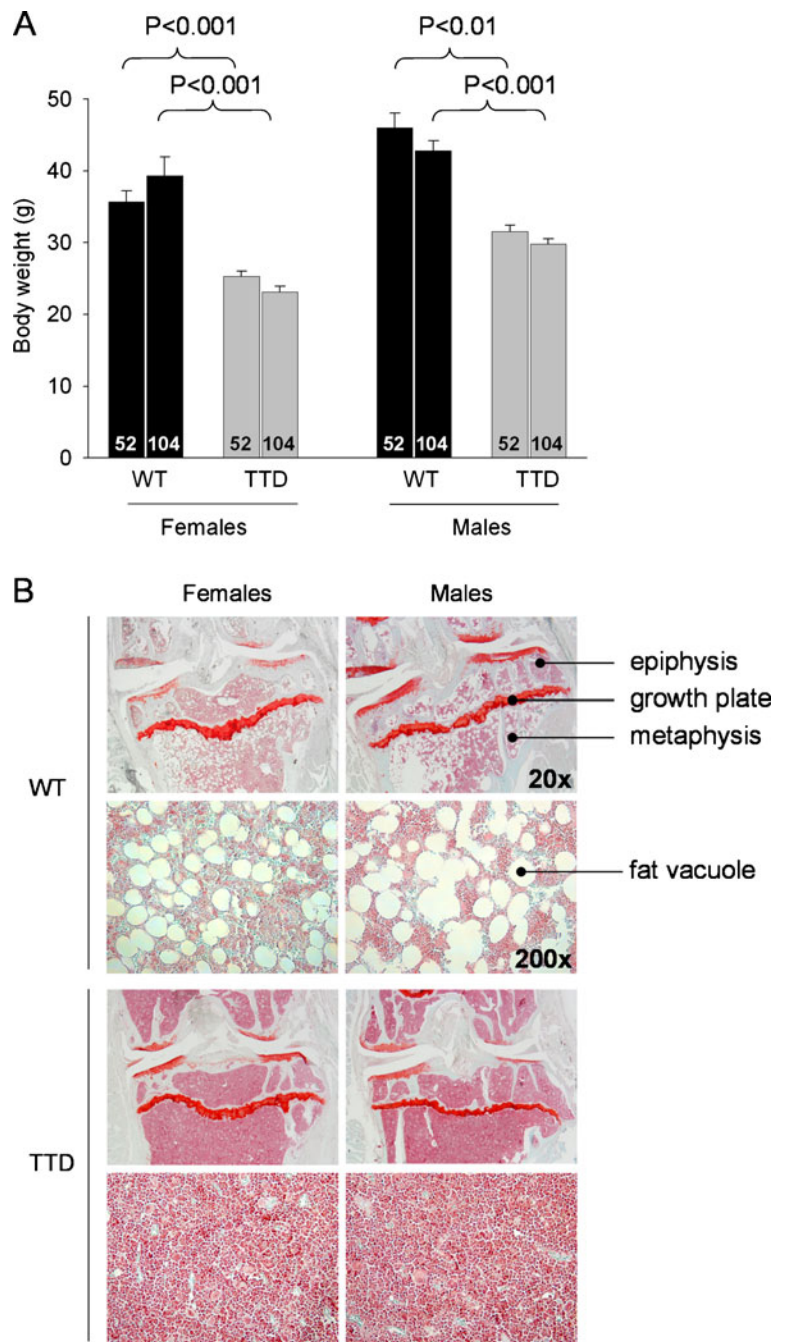 A
P<0.001
P<0.01
P<0.001
P<0.001
50
40
30
20
10
0
Body weight (g)
52 104 52 104 52 104 52 104
WT TTD WT TTD
Females Males
B
Females Males
WT
epiphysis
growth plate
metaphysis
20x
fat vacuole
200x
TTD